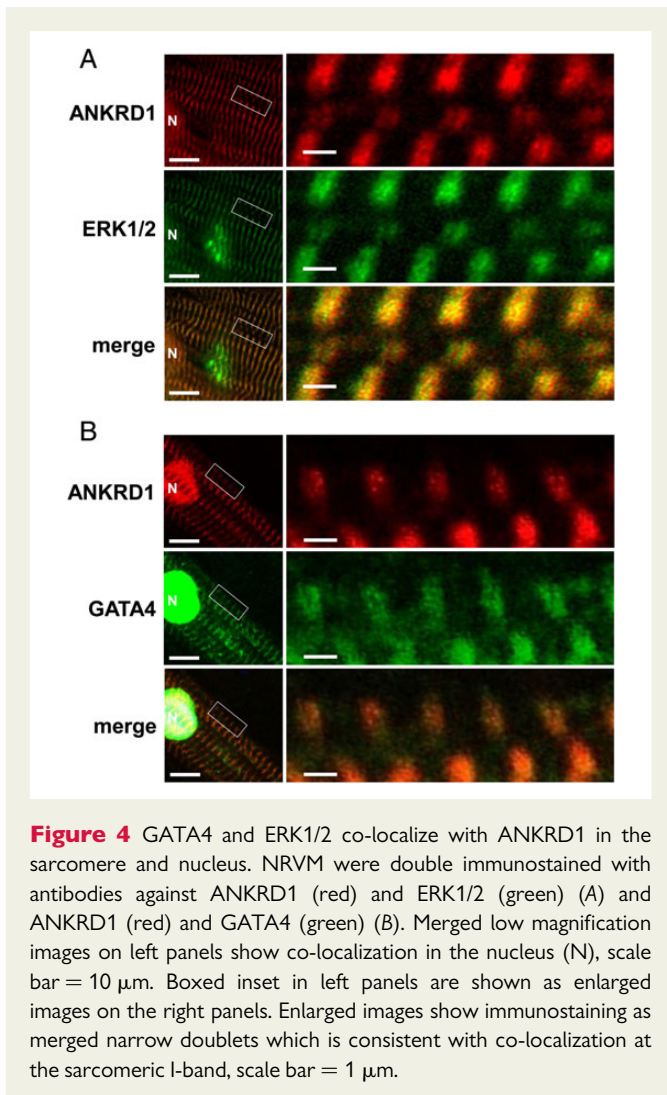 A
ANKRD1
N
ERK1/2
N
merge
N
B
ANKRD1
N
GATA4
N
merge
N
Figure 4 GATA4 and ERK1/2 co-localize with ANKRD1 in the
sarcomere and nucleus. NRVM were double immunostained with
antibodies against ANKRD1 (red) and ERK1/2 (green) (A) and
ANKRD1 (red) and GATA4 (green) (B). Merged low magnification
images on left panels show co-localization in the nucleus (N), scale
bar = 10 μm. Boxed inset in left panels are shown as enlarged
images on the right panels. Enlarged images show immunostaining as
merged narrow doublets which is consistent with co-localization at
the sarcomeric I-band, scale bar = 1 μm.